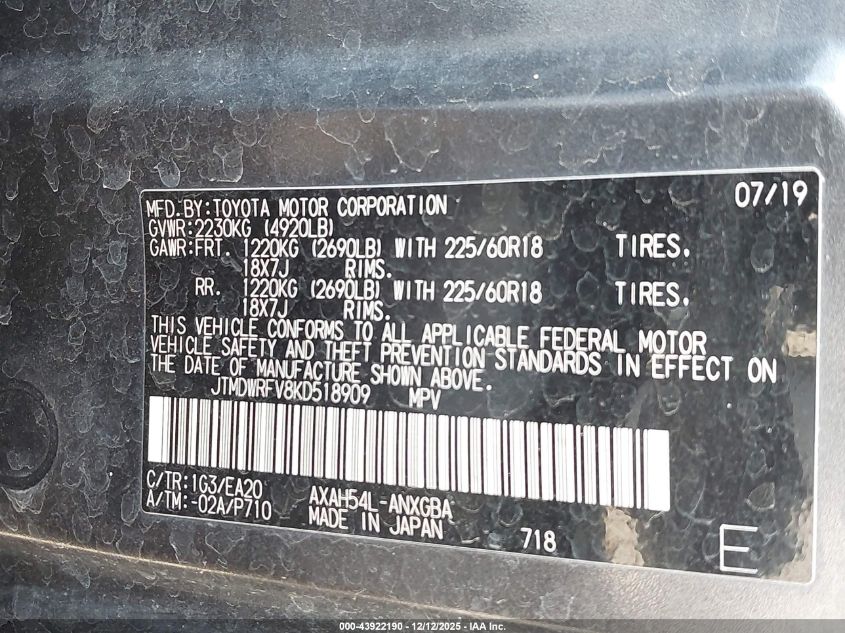 07/19
MFD.BY:TOYOTA MOTOR CORPORATION
GVWR:2230KG (4920LB)
GAWR:FRT. 1220KG (2690LB) WITH 225/60R18 TIRES.
18X7J RIMS.
RR. 1220KG (2690LB) WITH 225/60R18 TIRES.
18X7J RIMS.
THIS VEHICLE CONFORMS TO ALL APPLICABLE FEDERAL MOTOR
VEHICLE SAFETY AND THEFT PREVENTION STANDARDS IN EFFECT ON
THE DATE OF MANUFACTURE SHOWN ABOVE.
JTMDWRFV8KD518909 MPV
C/TR:1G3/EA20
A/TM:-02A/P710
AXAH54L-ANXGBA
MADE IN JAPAN
718
E
000-43922190 - 12/12/2025 - IAA Inc.